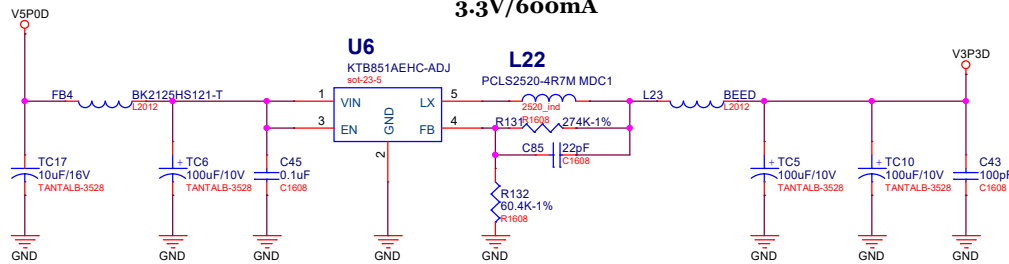 3.3V/600mA
V5P0D
U6
KTB851AEHC-ADJ
sot-23-5
L22
PCLS2520-4R7M MDC1
V3P3D
FB4
BK2125HS121-T
L2012
1
VIN
LX
5
2520_ind
L23
BEED
L2012
3
EN
GND
FB
4
R131
R1608
274K-1%
2
C85
22pF
C1608
TC17
10uF/16V
TANTALB-3528
TC6
100uF/10V
TANTALB-3528
C45
0.1uF
C1608
R132
60.4K-1%
R1608
TC5
100uF/10V
TANTALB-3528
TC10
100uF/10V
TANTALB-3528
C43
100pF
C1608
GND
GND
GND
GND
GND
GND
GND
GND